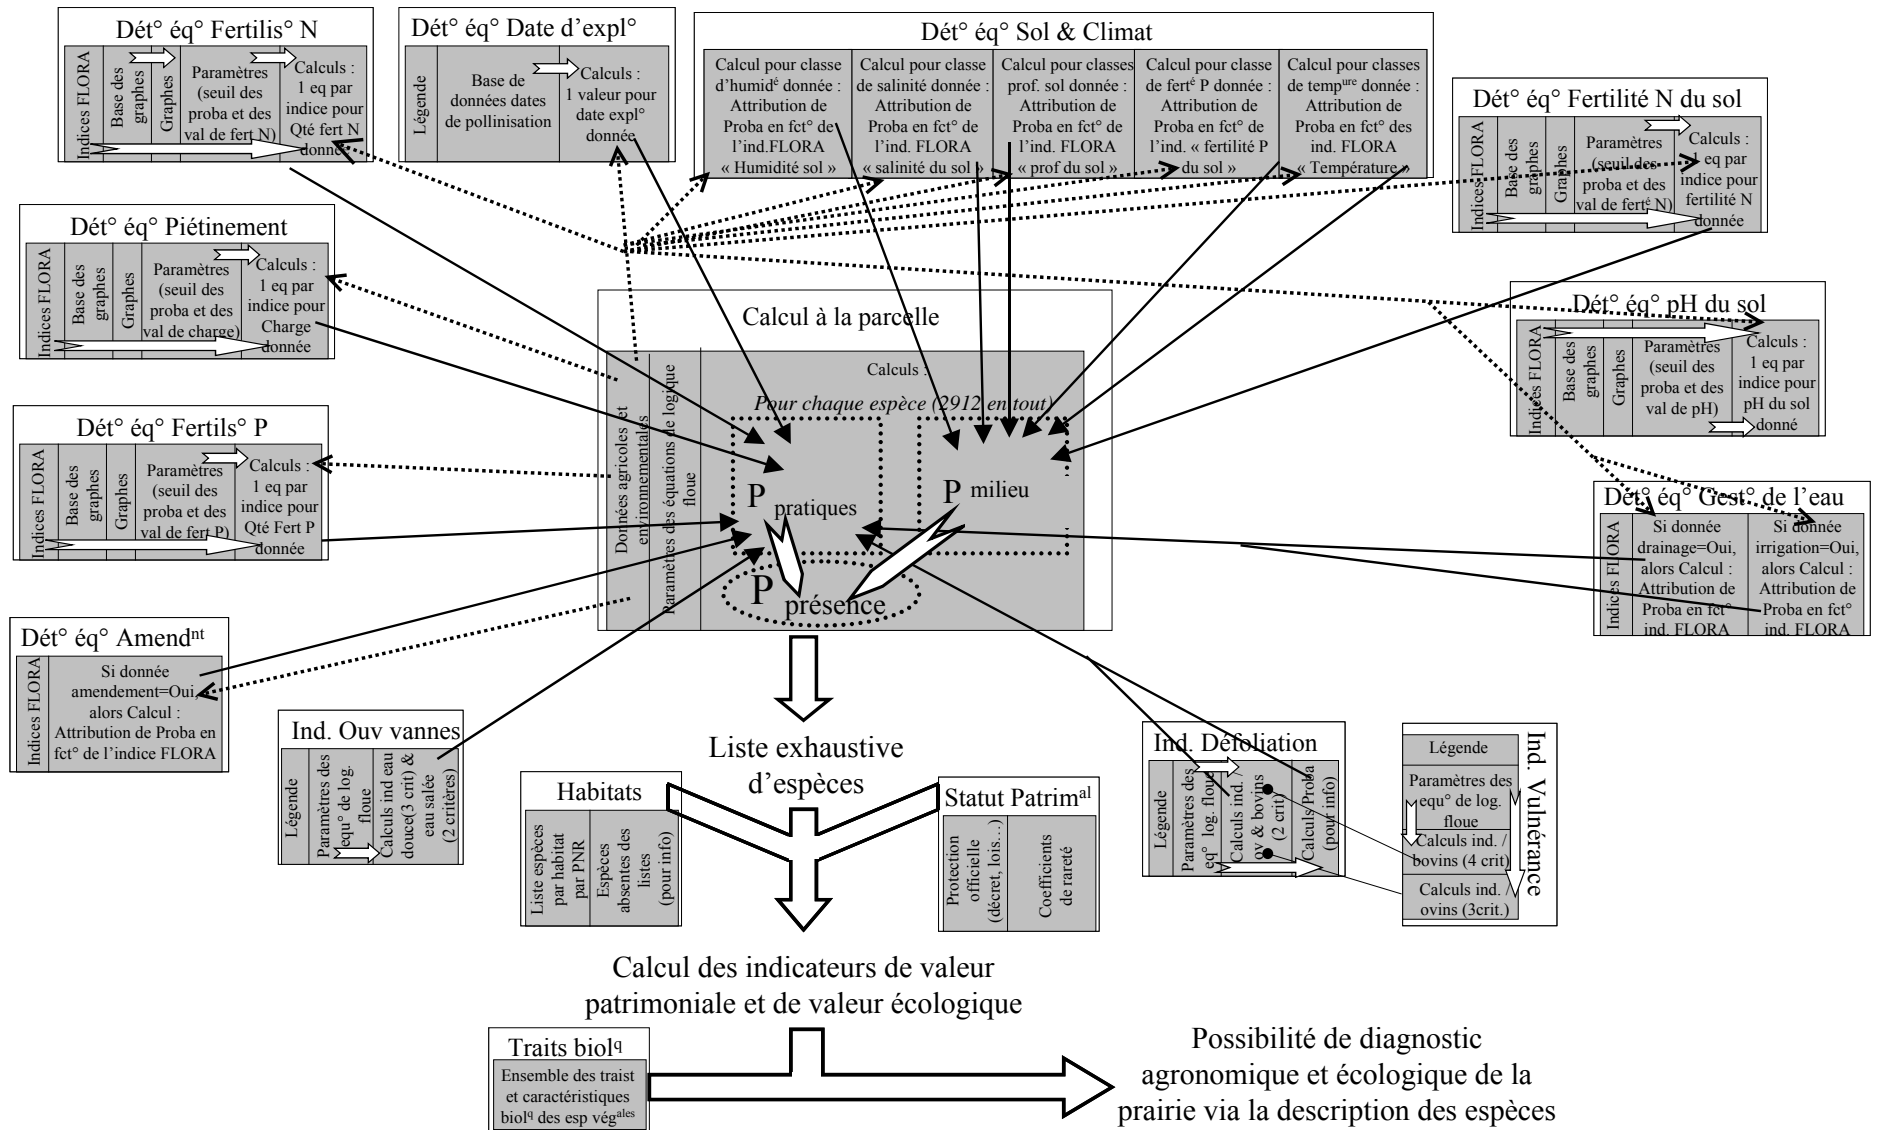 Dét° éq° Fertilis° N
Indices FLORA
Base des
graphes
Graphes
Paramètres
(seuil des
proba et des
val de fert N)
Calculs :
1 eq par
indice pour
Qté fert N
donnée
Dét° éq° Date d'expl°
Légende
Base de
données dates
de pollinisation
Calculs :
1 valeur pour
date expl°
donnée
Dét° éq° Sol & Climat
Calcul pour classe
d'humidé donnée :
Attribution de
Proba en fct° de
l'ind.FLORA
« Humidité sol »
Calcul pour classe
de salinité donnée :
Attribution de
Proba en fct° de
l'ind. FLORA
« salinité du sol »
Calcul pour classes
prof. sol donnée :
Attribution de
Proba en fct° de
l'ind. FLORA
« prof du sol »
Calcul pour classe
de ferté P donnée :
Attribution de
Proba en fct° de
l'ind. « fertilité P
du sol »
Calcul pour classes
de tempure donnée :
Attribution de
Proba en fct° des
ind. FLORA
« Température »
Dét° éq° Fertilité N du sol
Indices FLORA
Base des
graphes
Graphes
Paramètres
(seuil des
proba et des
val de ferté N)
Calculs :
1 eq par
indice pour
fertilité N
donnée
Dét° éq° Piétinement
Indices FLORA
Base des
graphes
Graphes
Paramètres
(seuil des
proba et des
val de charge)
Calculs :
1 eq par
indice pour
Charge
donnée
Dét° éq° pH du sol
Indices FLORA
Base des
graphes
Graphes
Paramètres
(seuil des
proba et des
val de pH)
Calculs :
1 eq par
indice pour
pH du sol
donné
Calcul à la parcelle
Données agricoles et
environnementales
Paramètres des équations de logique
floue
Calculs :
Pour chaque espèce (2912 en tout)
P pratiques
P milieu
P présence
Dét° éq° Fertils° P
Indices FLORA
Base des
graphes
Graphes
Paramètres
(seuil des
proba et des
val de fert P)
Calculs :
1 eq par
indice pour
Qté Fert P
donnée
Dét° éq° Gest° de l'eau
Indices FLORA
Si donnée
drainage=Oui,
alors Calcul :
Attribution de
Proba en fct°
ind. FLORA
Si donnée
irrigation=Oui,
alors Calcul :
Attribution de
Proba en fct°
ind. FLORA
Dét° éq° Amendnt
Indices FLORA
Si donnée
amendement=Oui,
alors Calcul :
Attribution de Proba en
fct° de l'indice FLORA
Ind. Ouv vannes
Légende
Paramètres des
equ° de log.
floue
Calculs ind eau
douce(3 crit) &
eau salée
(2 critères)
Liste exhaustive
d'espèces
Habitats
Liste espèces
par habitat
par PNR
Espèces
absentes des
listes
(pour info)
Statut Patrimal
Protection
officielle
(décret, lois…)
Coefficients
de rareté
Ind. Défoliation
Légende
Paramètres des
eq° log. floue
Calculs ind. /
ov & bovins
(2 crit)
Calculs Proba
(pour info)
Ind. Vulnérance
Légende
Paramètres des
equ° de log.
floue
Calculs ind. /
bovins (4 crit)
Calculs ind. /
ovins (3crit.)
Calcul des indicateurs de valeur
patrimoniale et de valeur écologique
Traits biolq
Ensemble des traist
et caractéristiques
biolq des esp végales
Possibilité de diagnostic
agronomique et écologique de la
prairie via la description des espèces